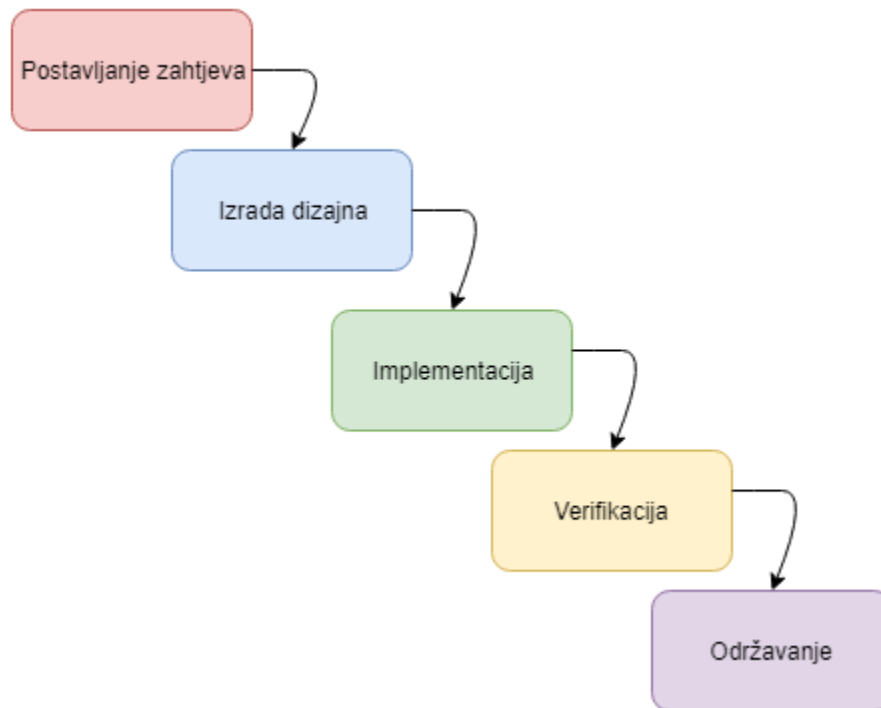 Postavljanje zahtjeva
Izrada dizajna
Implementacija
Verifikacija
Održavanje